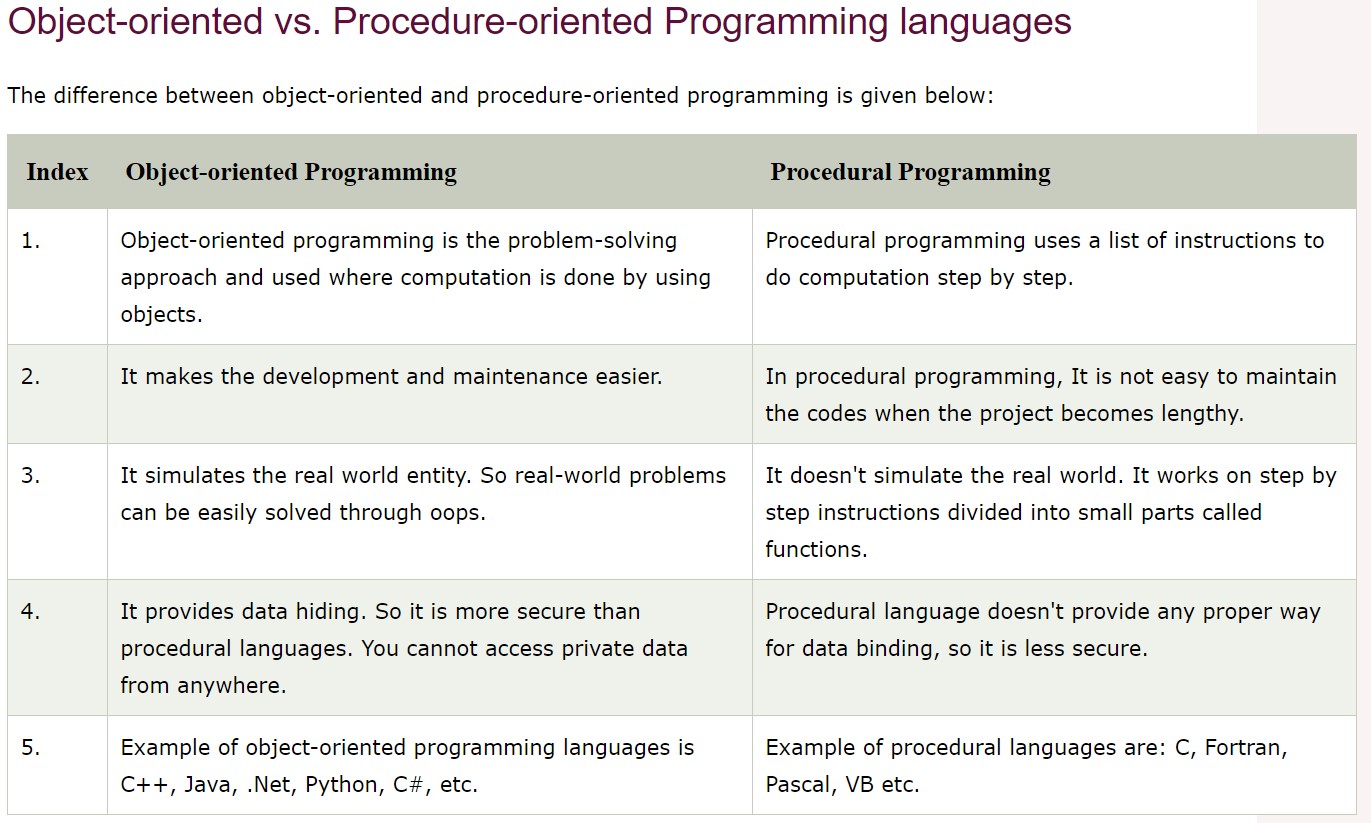 Object-oriented vs. Procedure-oriented Programming languages
The difference between object-oriented and procedure-oriented programming is given below:
Index Object-oriented Programming Procedural Programming
1. Object-oriented programming is the problem-solving Procedural programming uses a list of instructions to
approach and used where computation is done by using do computation step by step.
objects.
2. It makes the development and maintenance easier. In procedural programming, It is not easy to maintain
the codes when the project becomes lengthy.
3. It simulates the real world entity. So real-world problems It doesn't simulate the real world. It works on step by
can be easily solved through oops. step instructions divided into small parts called
functions.
4. It provides data hiding. So it is more secure than Procedural language doesn't provide any proper way
procedural languages. You cannot access private data for data binding, so it is less secure.
from anywhere.
5. Example of object-oriented programming languages is Example of procedural languages are: C, Fortran,
C++, Java, .Net, Python, C#, etc. Pascal, VB etc.